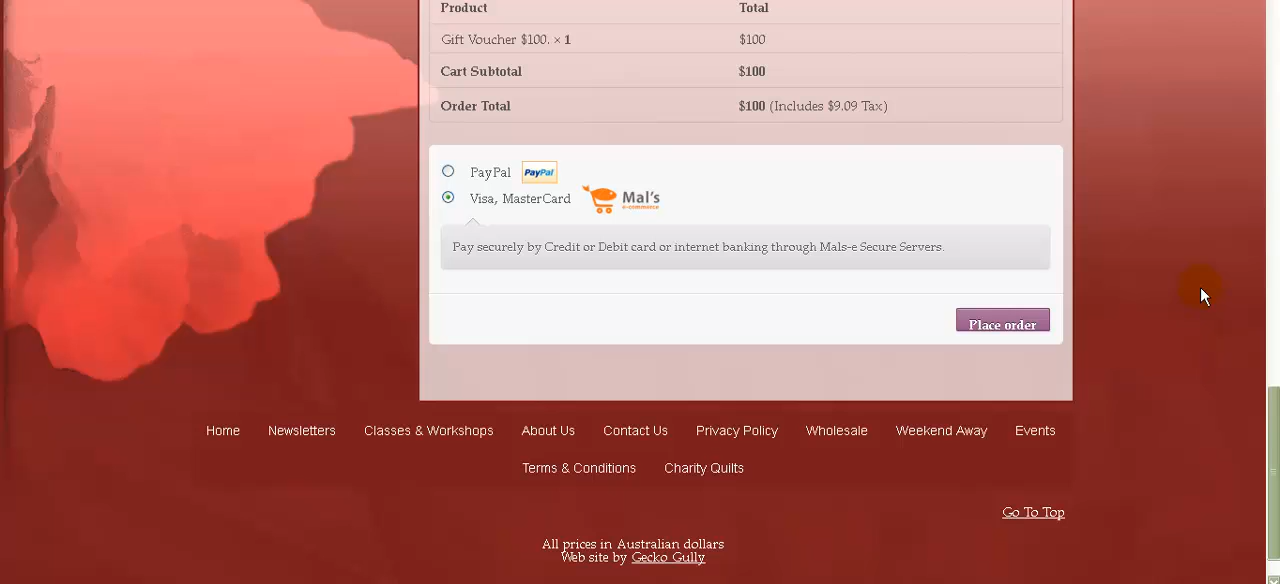 Product Total
Gift Voucher $100. × 1 $100
Cart Subtotal $100
Order Total $100 (Includes $9.09 Tax)
PayPal PayPal
Visa, MasterCard Mal's e-commerce
Pay securely by Credit or Debit card or internet banking through Mals-e Secure Servers.
Place order
Home Newsletters Classes & Workshops About Us Contact Us Privacy Policy Wholesale Weekend Away Events
Terms & Conditions Charity Quilts
Go To Top
All prices in Australian dollars
Web site by Gecko Gully